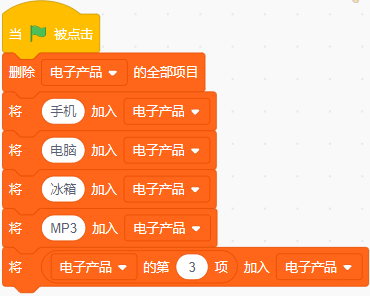 当 被点击
删除 电子产品 的全部项目
将 手机 加入 电子产品
将 电脑 加入 电子产品
将 冰箱 加入 电子产品
将 MP3 加入 电子产品
将 电子产品 的第 3 项 加入 电子产品